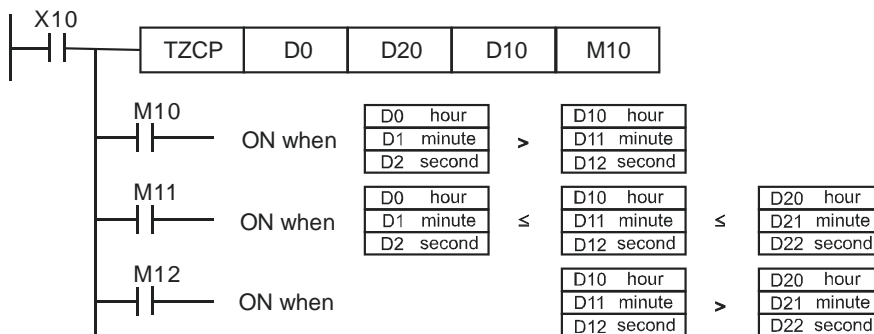 X10
TZCP D0 D20 D10 M10
M10
ON when
D0 hour
D1 minute
D2 second
>
D10 hour
D11 minute
D12 second
M11
ON when
D0 hour
D1 minute
D2 second
≤
D10 hour
D11 minute
D12 second
≤
D20 hour
D21 minute
D22 second
M12
ON when
D10 hour
D11 minute
D12 second
>
D20 hour
D21 minute
D22 second